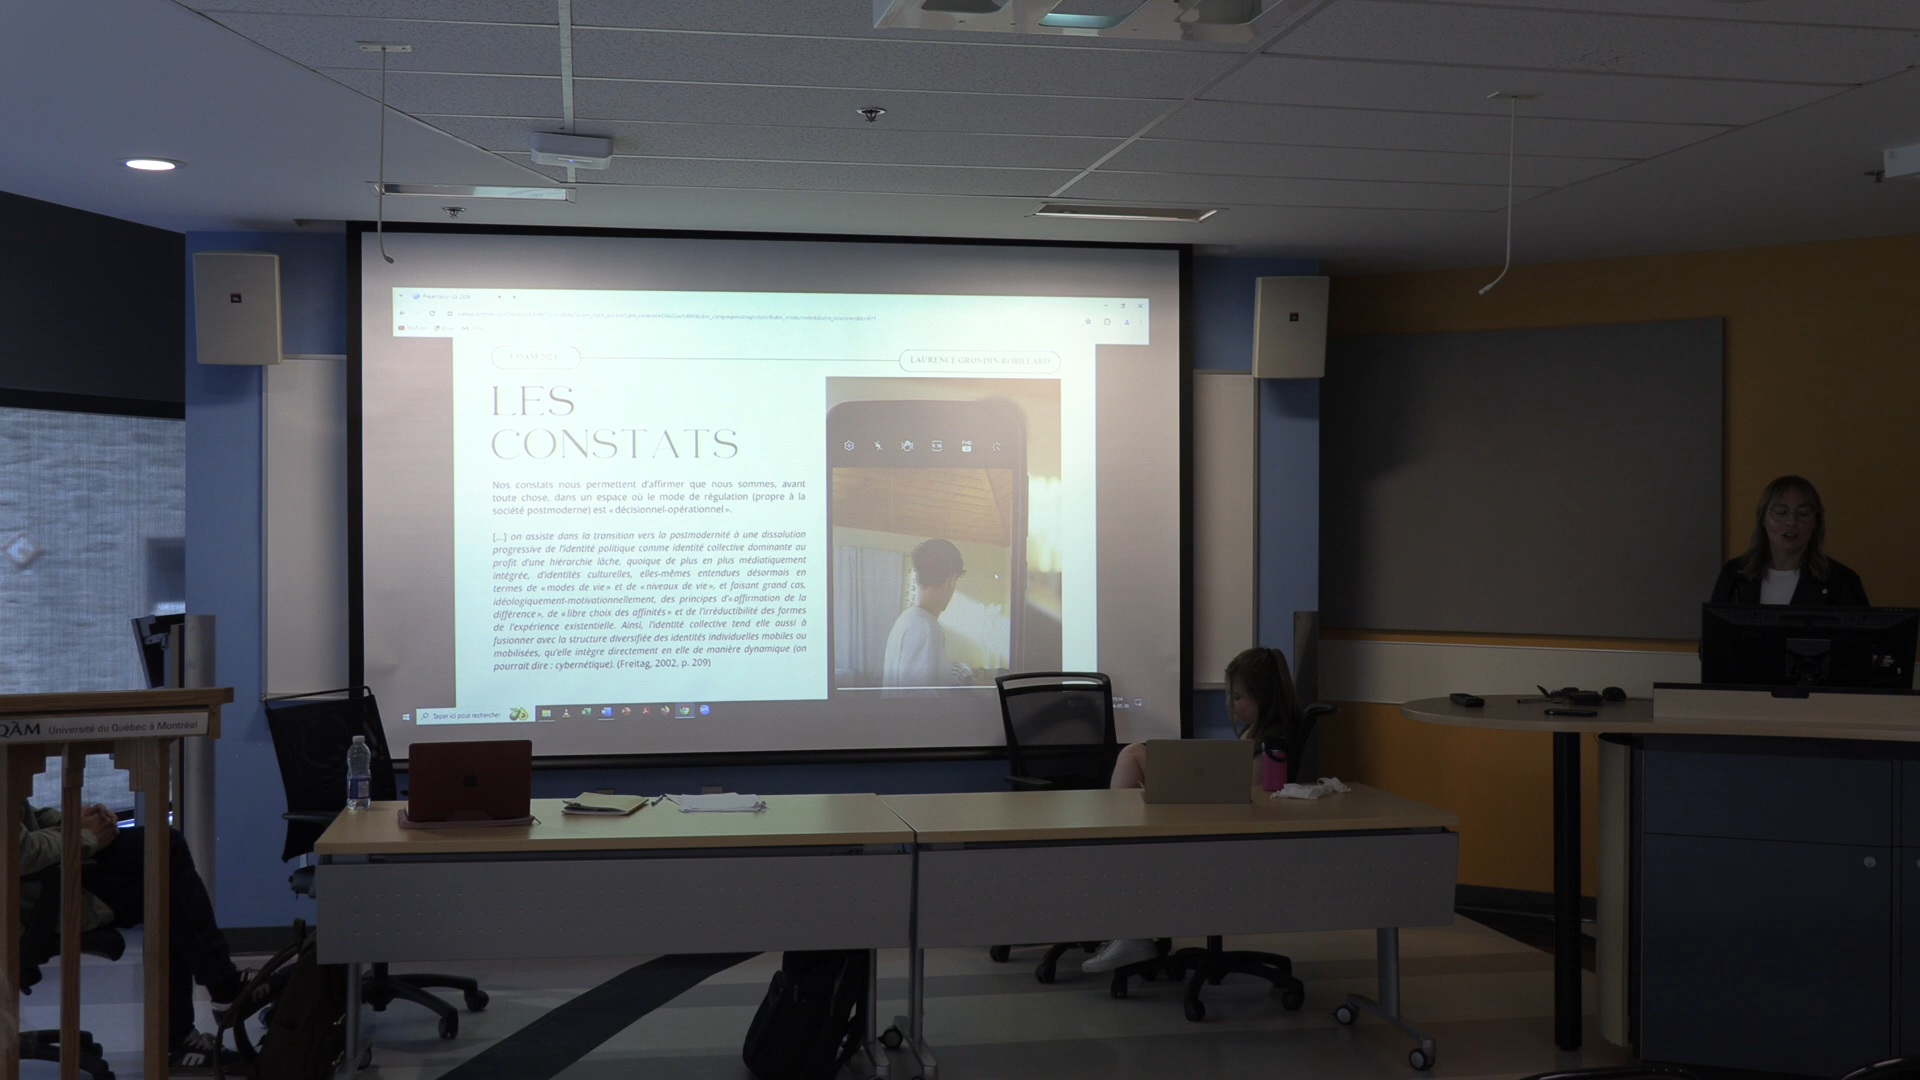 Présentation
LAURENCE GRONDIN-ROBILLARD
LES
CONSTATS
Nos constats nous permettent d'affirmer que nous sommes, avant
toute chose, dans un espace où le mode de régulation (propre à la
société postmoderne) est « décisionnel-opérationnel ».
[...] on assiste dans la transition vers la postmodernité à une dissolution
progressive de l'identité politique comme identité collective dominante au
profit d'une hiérarchie lâche, quoique de plus en plus médiatiquement
intégrée, d'identités culturelles, elles-mêmes entendues désormais en
termes de « modes de vie » et de « niveaux de vie », et faisant grand cas,
idéologiquement-motivationnellement, des principes d'« affirmation de la
différence », de « libre choix des affinités » et de l'irréductibilité des formes
de l'expérience existentielle. Ainsi, l'identité collective tend elle aussi à
fusionner avec la structure diversifiée des identités individuelles mobiles ou
mobilisées, qu'elle intègre directement en elle de manière dynamique (on
pourrait dire : cybernétique). (Freitag, 2002, p. 209)
Taper ici pour rechercher
UQÀM Université du Québec à Montréal